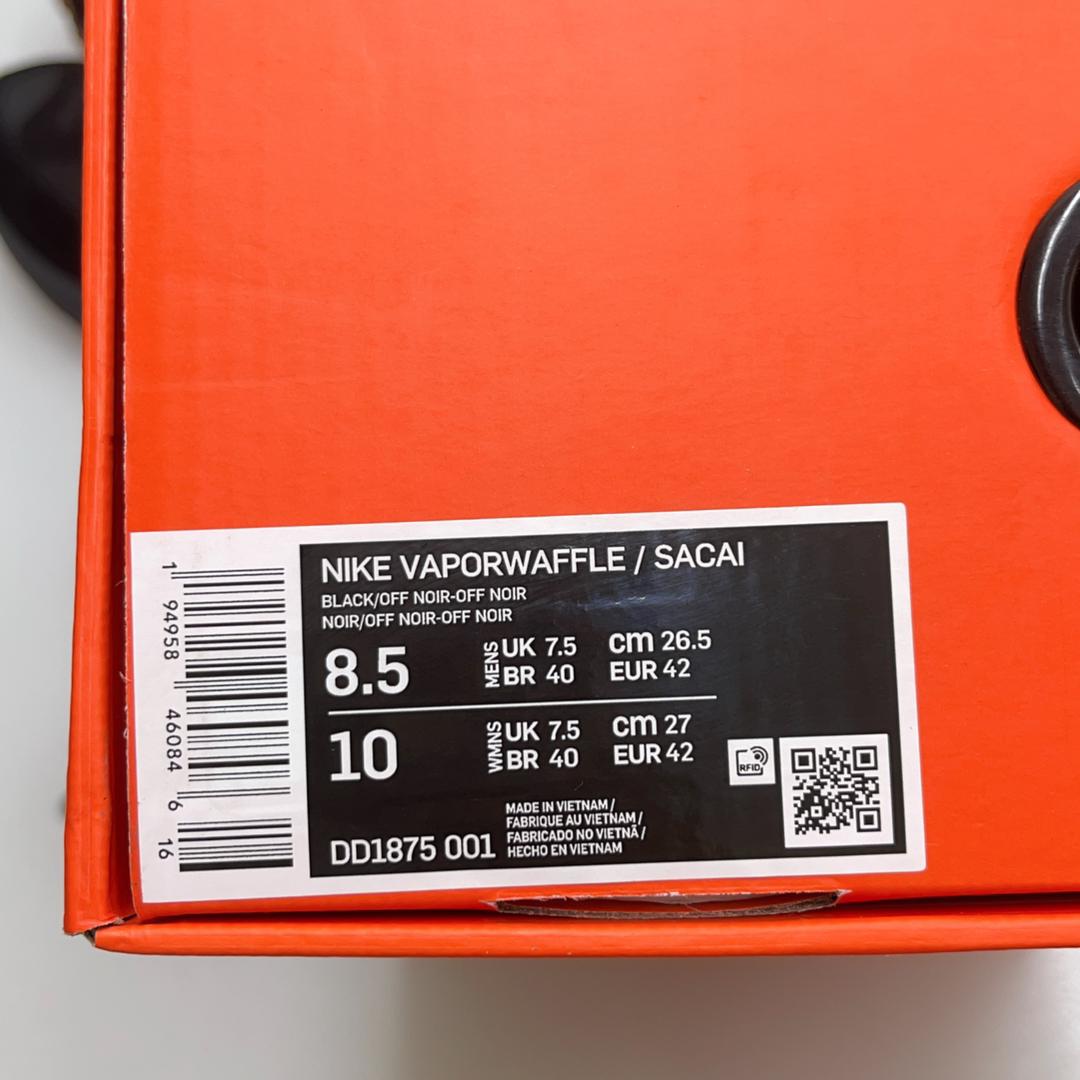 NIKE VAPORWAFFLE / SACAI
BLACK/OFF NOIR-OFF NOIR
NOIR/OFF NOIR-OFF NOIR
8.5 MENS UK 7.5 cm 26.5
BR 40 EUR 42
10 WMNS UK 7.5 cm 27
BR 40 EUR 42
RFID
MADE IN VIETNAM /
FABRIQUE AU VIETNAM /
FABRICADO NO VIETNÃ /
HECHO EN VIETNAM
DD1875 001
1 94958 46084 6 16